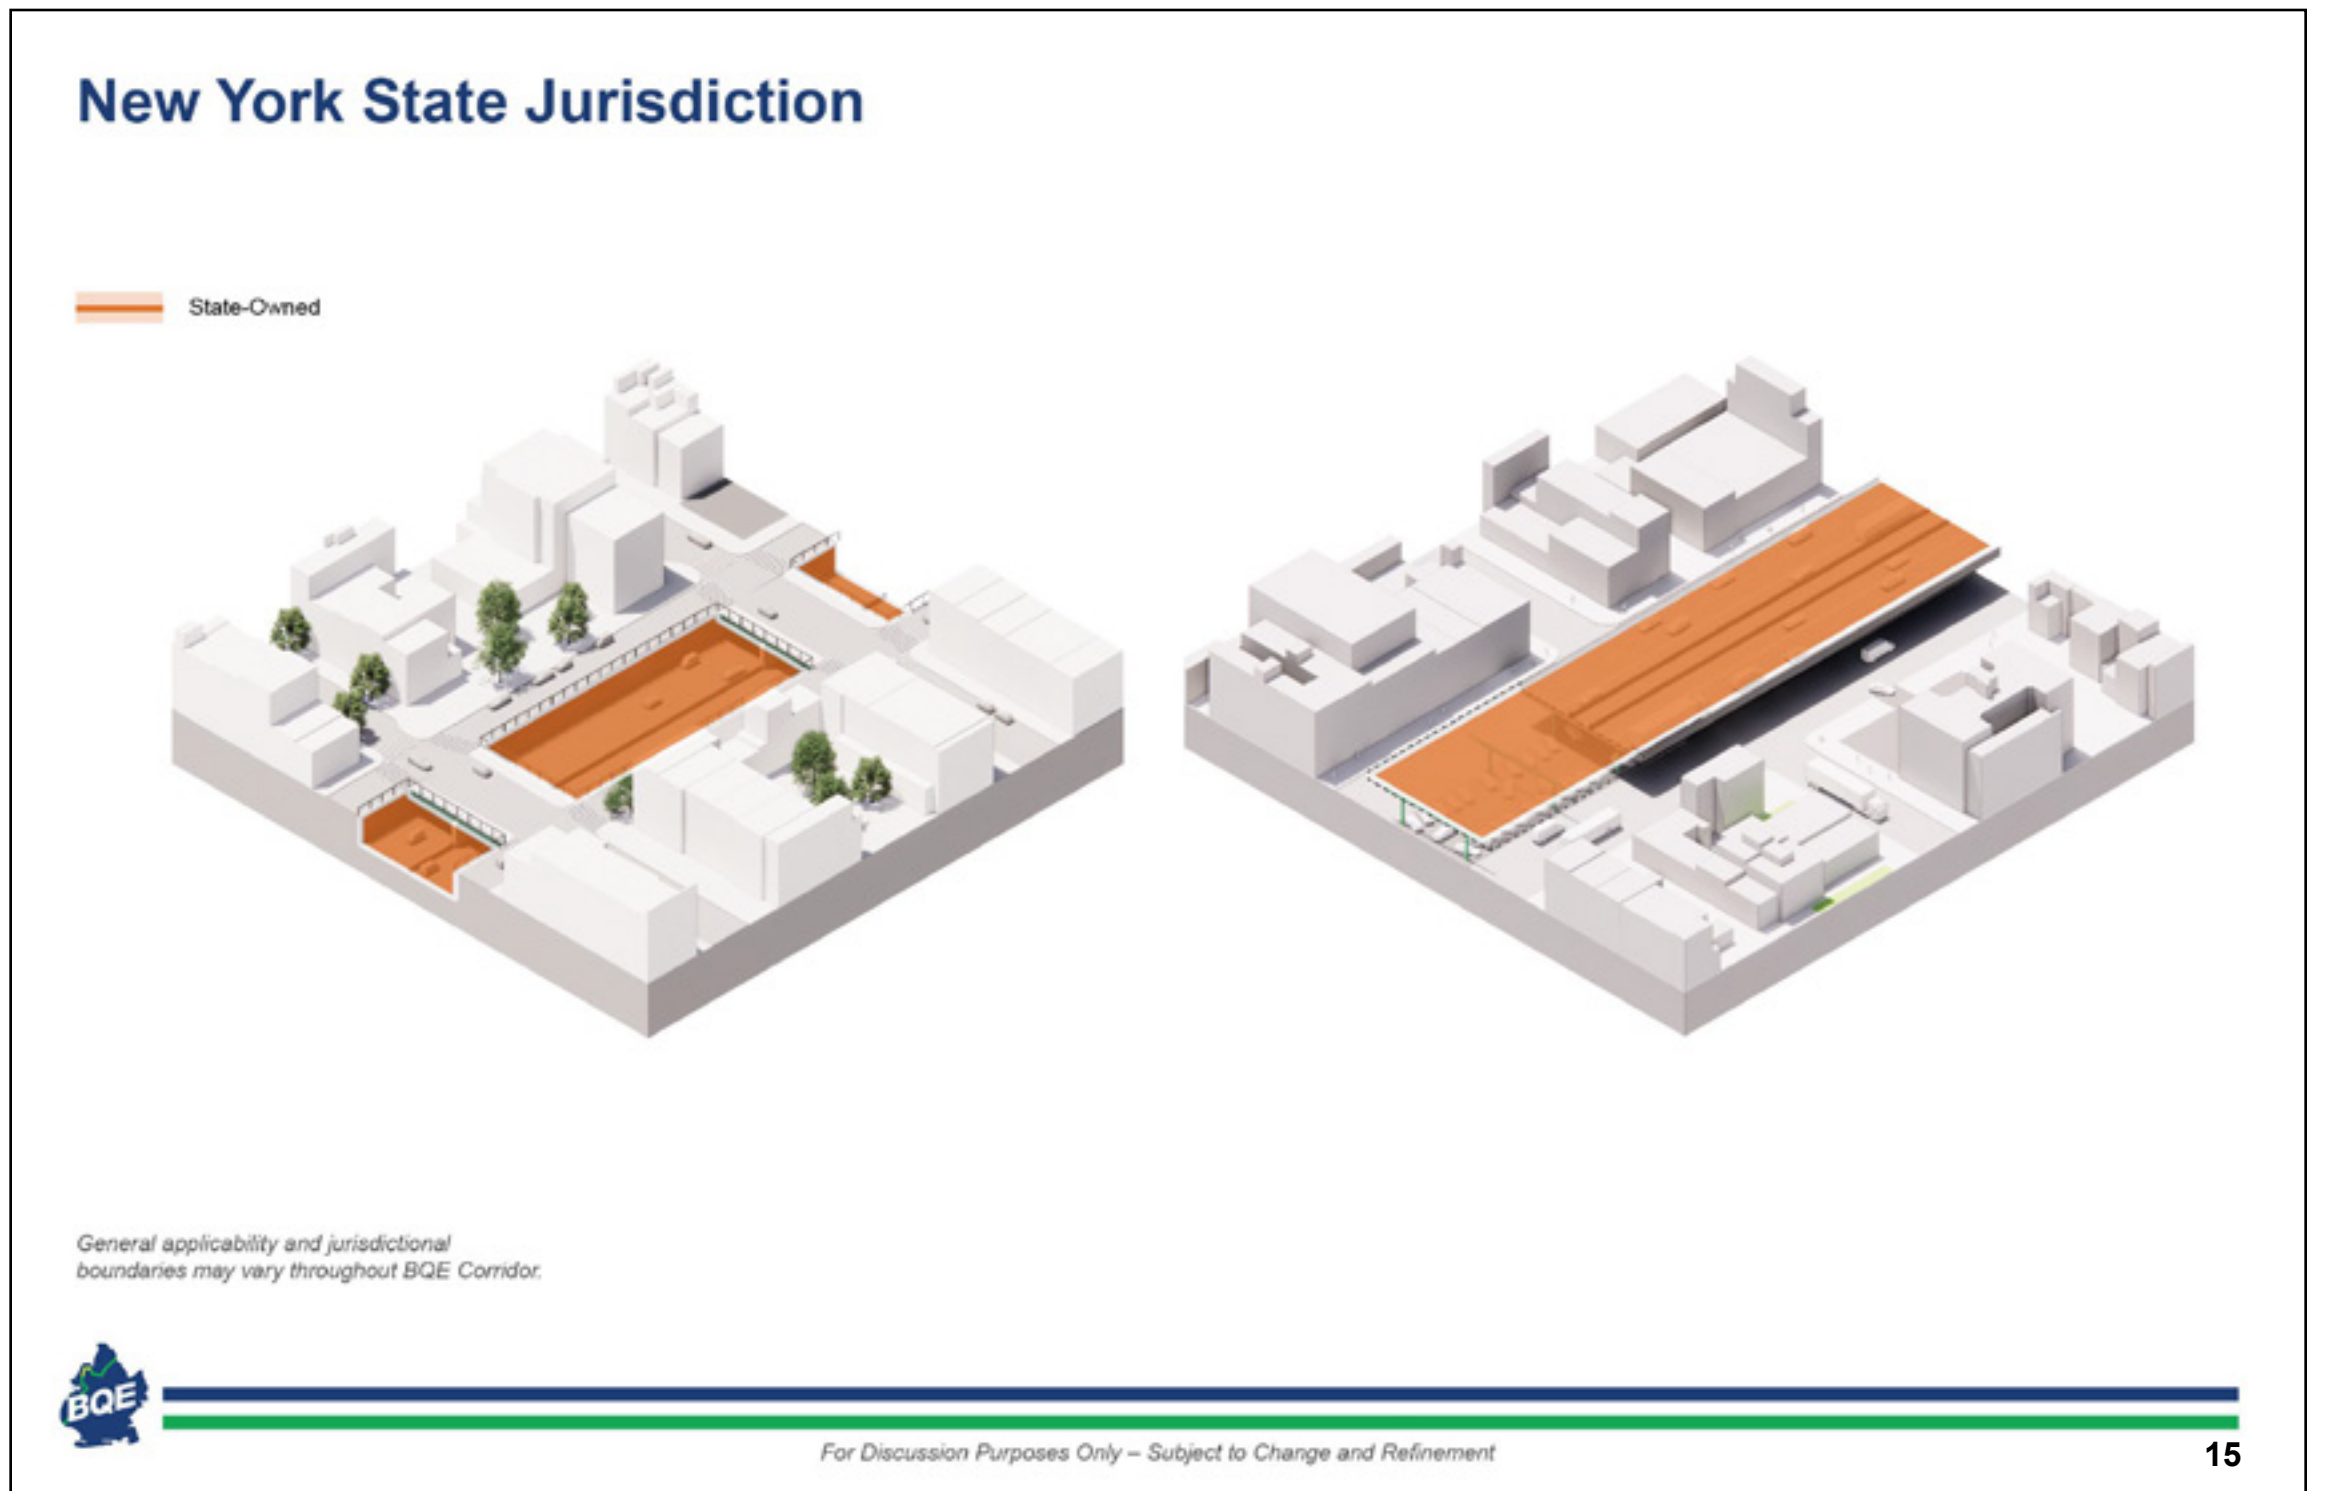 New York State Jurisdiction
State-Owned
General applicability and jurisdictional
boundaries may vary throughout BQE Corridor.
BQE
For Discussion Purposes Only – Subject to Change and Refinement
15